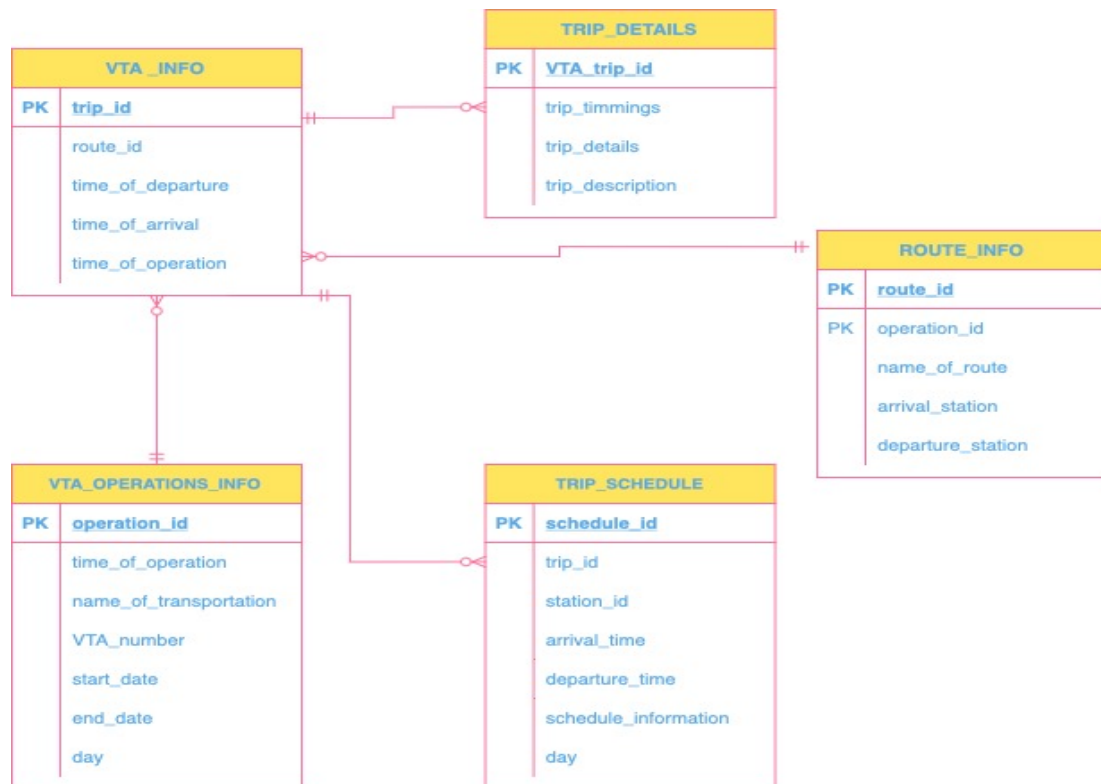 VTA _INFO
PK trip_id
route_id
time_of_departure
time_of_arrival
time_of_operation
TRIP_DETAILS
PK VTA_trip_id
trip_timmings
trip_details
trip_description
ROUTE_INFO
PK route_id
PK operation_id
name_of_route
arrival_station
departure_station
VTA_OPERATIONS_INFO
PK operation_id
time_of_operation
name_of_transportation
VTA_number
start_date
end_date
day
TRIP_SCHEDULE
PK schedule_id
trip_id
station_id
arrival_time
departure_time
schedule_information
day